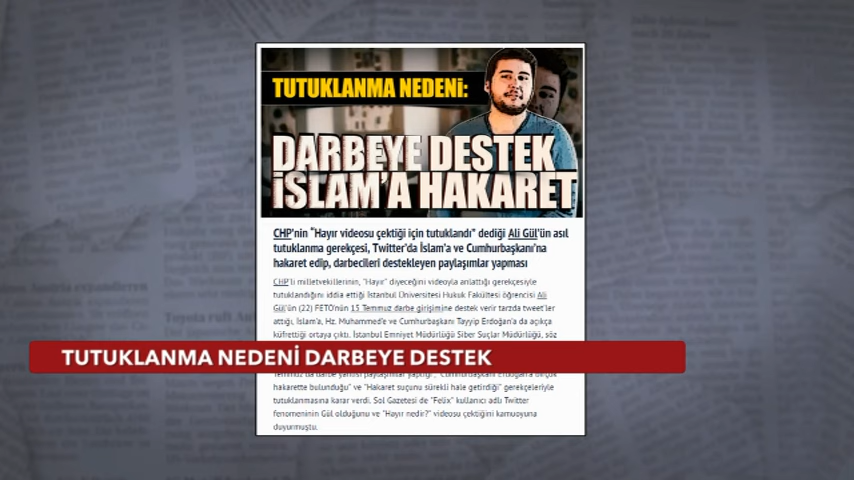 TUTUKLANMA NEDENİ:
DARBEYE DESTEK
İSLAM'A HAKARET
CHP'nin "Hayır videosu çektiği için tutuklandı" dediği Ali Gül'ün asıl
tutuklanma gerekçesi, Twitter'da İslam'a ve Cumhurbaşkanı'na
hakaret edip, darbecileri destekleyen paylaşımlar yapması
CHP'li milletvekillerinin, "Hayır" diyeceğini videoyla anlattığı gerekçesiyle
tutuklandığını iddia ettiği İstanbul Üniversitesi Hukuk Fakültesi öğrencisi Ali
Gül'ün (22) FETO'nün 15 Temmuz darbe girişimine destek verir tarzda tweet'ler
attığı, İslam'a, Hz. Muhammed'e ve Cumhurbaşkanı Tayyip Erdoğan'a da açıkça
küfrettiği ortaya çıktı. İstanbul Emniyet Müdürlüğü Siber Suçlar Müdürlüğü, söz
TUTUKLANMA NEDENİ DARBEYE DESTEK
hakarette bulunduğu" ve "Hakaret suçunu sürekli hale getirdiği" gerekçeleriyle
tutuklanmasına karar verdi. Sol Gazetesi de "Felix" kullanıcı adlı Twitter
fenomeninin Gül olduğunu ve "Hayır nedir?" videosu çektiğini kamuoyuna
duyurmuştu.